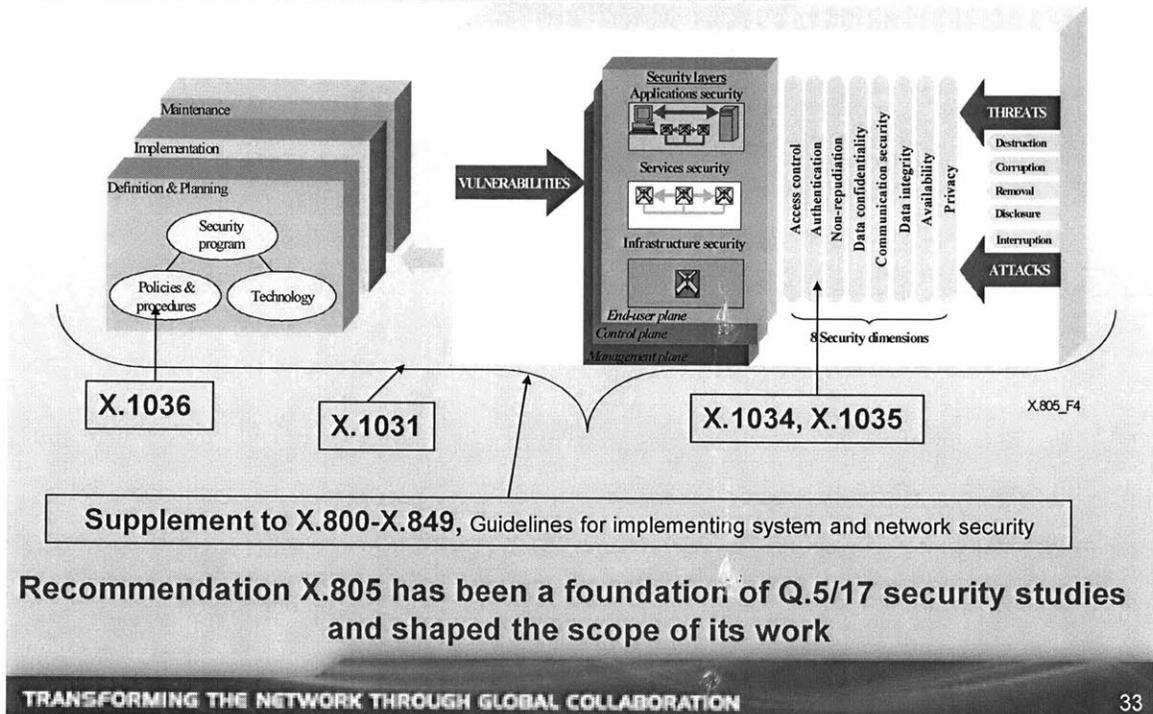 Maintenance
Implementation
Definition & Planning
Security
program
Policies &
procedures
Technology
VULNERABILITIES
Security layers
Applications security
Services security
Infrastructure security
End-user plane
Control plane
Management plane
Access control
Authentication
Non-repudiation
Data confidentiality
Communication security
Data integrity
Availability
Privacy
8 Security dimensions
THREATS
Destruction
Corruption
Removal
Disclosure
Interruption
ATTACKS
X.1036
X.1031
X.1034, X.1035
X.805_F4
Supplement to X.800-X.849, Guidelines for implementing system and network security
Recommendation X.805 has been a foundation of Q.5/17 security studies
and shaped the scope of its work
TRANSFORMING THE NETWORK THROUGH GLOBAL COLLABORATION
33